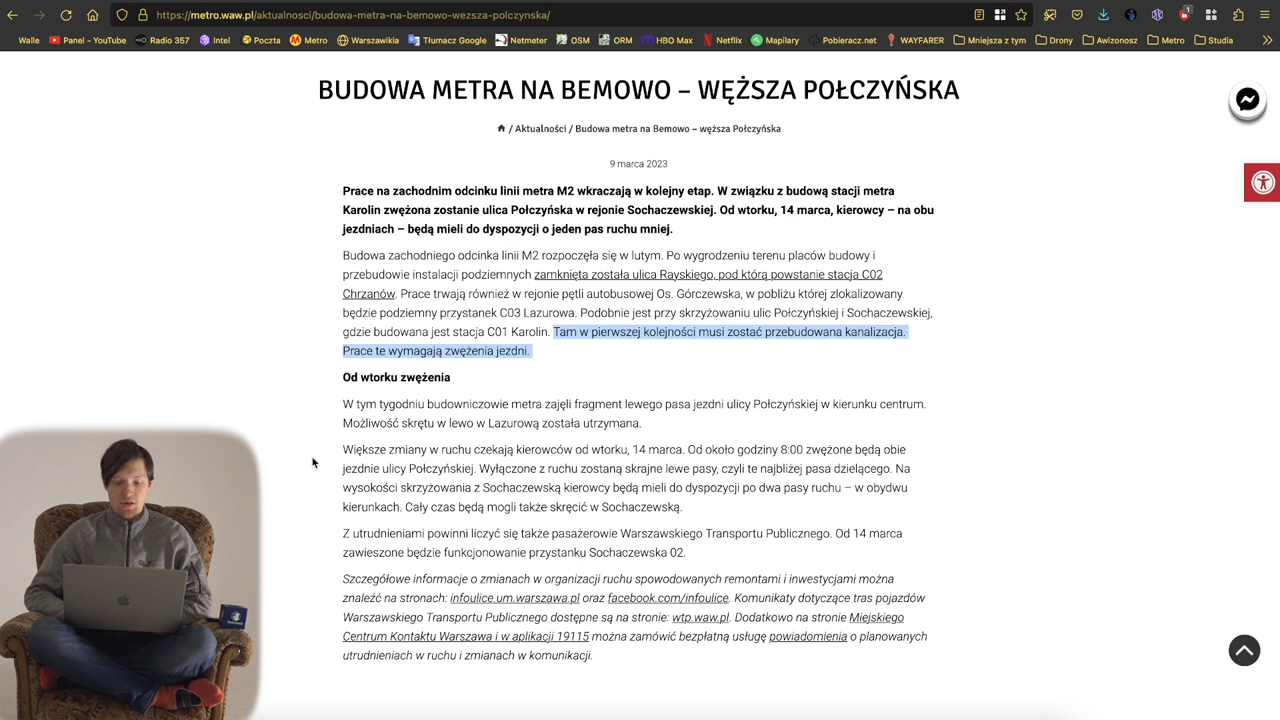 https://metro.waw.pl/aktualnosci/budowa-metra-na-bemowo-wezsza-polczynska/
1
Walle Panel - YouTube Radio 357 Intel Poczta Metro Warszawikia Tłumacz Google Netmeter OSM ORM HBO Max Netflix Mapilary Pobieracz.net WAYFARER Mniejsza z tym Drony Awizonosz Metro Studia
BUDOWA METRA NA BEMOWO – WĘŻSZA POŁCZYŃSKA
/ Aktualności / Budowa metra na Bemowo – węższa Połczyńska
9 marca 2023
Prace na zachodnim odcinku linii metra M2 wkraczają w kolejny etap. W związku z budową stacji metra
Karolin zwężona zostanie ulica Połczyńska w rejonie Sochaczewskiej. Od wtorku, 14 marca, kierowcy – na obu
jezdniach – będą mieli do dyspozycji o jeden pas ruchu mniej.
Budowa zachodniego odcinka linii M2 rozpoczęła się w lutym. Po wygrodzeniu terenu placów budowy i
przebudowie instalacji podziemnych zamknięta została ulica Rayskiego, pod którą powstanie stacja C02
Chrzanów. Prace trwają również w rejonie pętli autobusowej Os. Górczewska, w pobliżu której zlokalizowany
będzie podziemny przystanek C03 Lazurowa. Podobnie jest przy skrzyżowaniu ulic Połczyńskiej i Sochaczewskiej,
gdzie budowana jest stacja C01 Karolin. Tam w pierwszej kolejności musi zostać przebudowana kanalizacja.
Prace te wymagają zwężenia jezdni.
Od wtorku zwężenia
W tym tygodniu budowniczowie metra zajęli fragment lewego pasa jezdni ulicy Połczyńskiej w kierunku centrum.
Możliwość skrętu w lewo w Lazurową została utrzymana.
Większe zmiany w ruchu czekają kierowców od wtorku, 14 marca. Od około godziny 8:00 zwężone będą obie
jezdnie ulicy Połczyńskiej. Wyłączone z ruchu zostaną skrajne lewe pasy, czyli te najbliżej pasa dzielącego. Na
wysokości skrzyżowania z Sochaczewską kierowcy będą mieli do dyspozycji po dwa pasy ruchu – w obydwu
kierunkach. Cały czas będą mogli także skręcić w Sochaczewską.
Z utrudnieniami powinni liczyć się także pasażerowie Warszawskiego Transportu Publicznego. Od 14 marca
zawieszone będzie funkcjonowanie przystanku Sochaczewska 02.
Szczegółowe informacje o zmianach w organizacji ruchu spowodowanych remontami i inwestycjami można
znaleźć na stronach: infoulice.um.warszawa.pl oraz facebook.com/infoulice. Komunikaty dotyczące tras pojazdów
Warszawskiego Transportu Publicznego dostępne są na stronie: wtp.waw.pl. Dodatkowo na stronie Miejskiego
Centrum Kontaktu Warszawa i w aplikacji 19115 można zamówić bezpłatną usługę powiadomienia o planowanych
utrudnieniach w ruchu i zmianach w komunikacji.